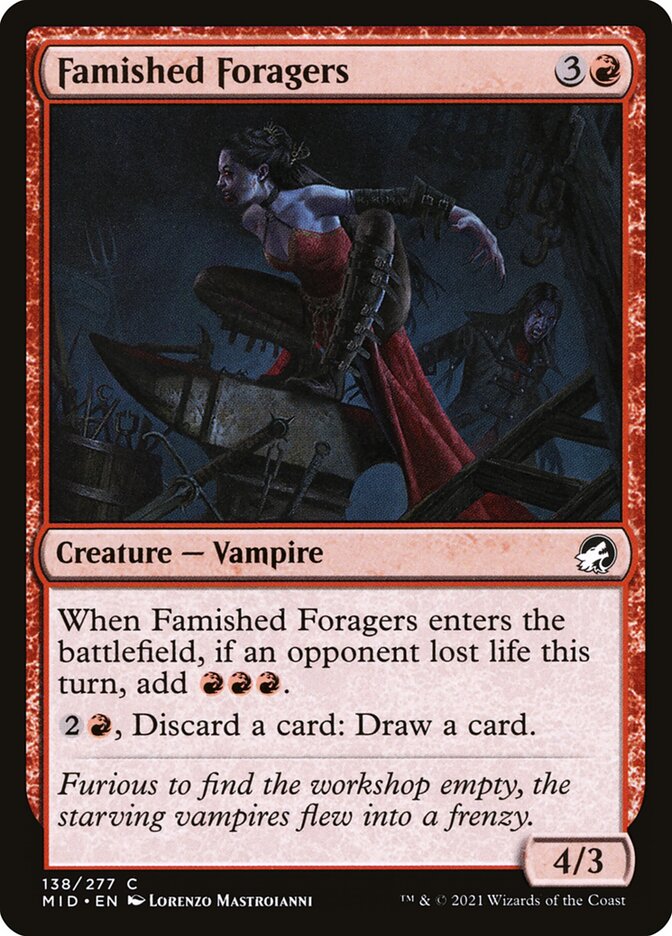 Famished Foragers 3
Creature — Vampire
When Famished Foragers enters the
battlefield, if an opponent lost life this
turn, add .
2 , Discard a card: Draw a card.
Furious to find the workshop empty, the
starving vampires flew into a frenzy.
4/3
138/277 C
MID • EN Lorenzo Mastroianni ™ & © 2021 Wizards of the Coast